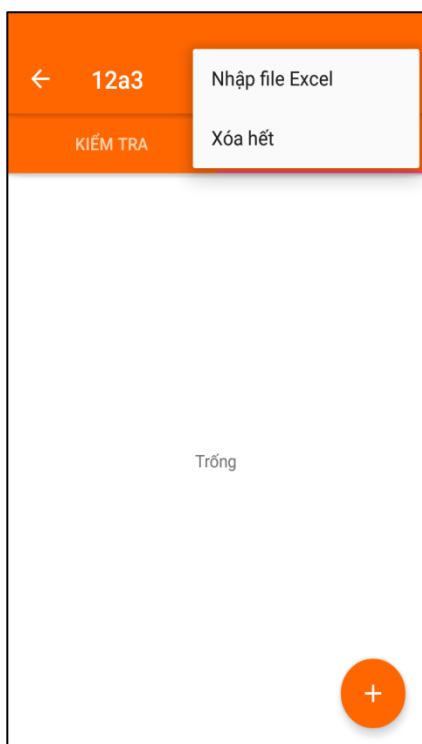 12a3
Nhập file Excel
KIỂM TRA
Xóa hết
Trống